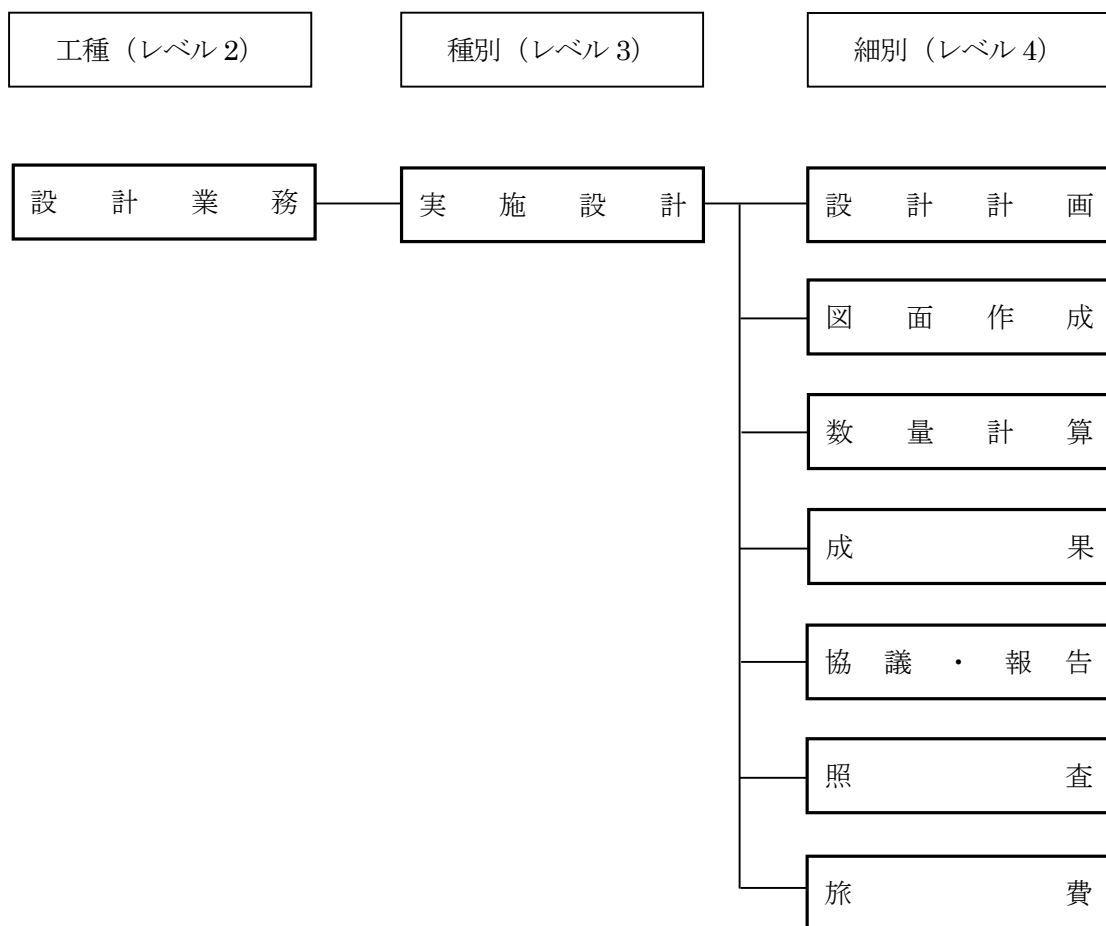 工種（レベル 2） 種別（レベル 3） 細別（レベル 4）
設計業務 実施設計 設計計画
図面作成
数量計算
成果
協議・報告
照査
旅費